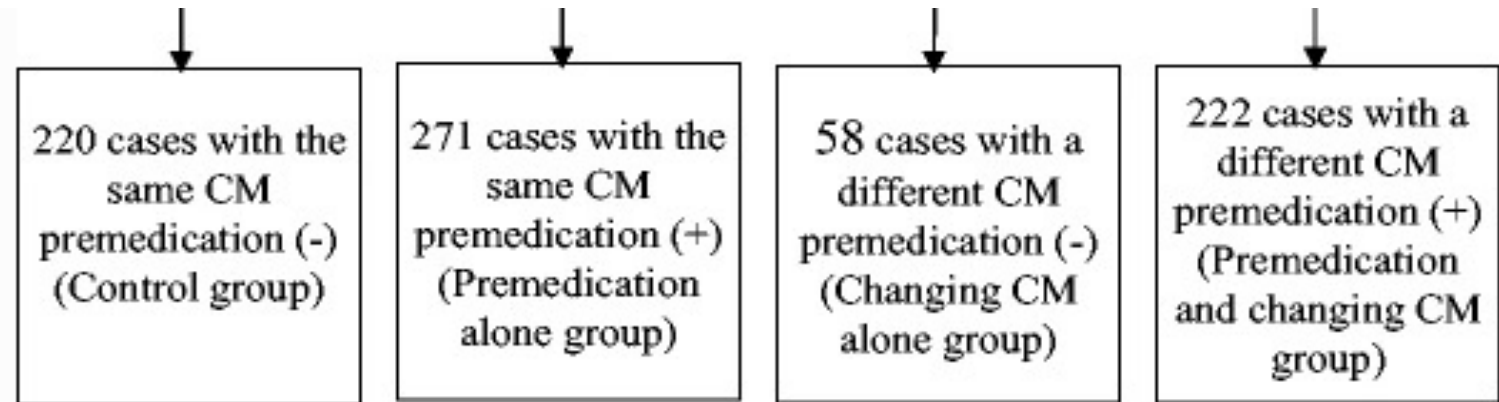 220 cases with the
same CM
premedication (-)
(Control group)
271 cases with the
same CM
premedication (+)
(Premedication
alone group)
58 cases with a
different CM
premedication (-)
(Changing CM
alone group)
222 cases with a
different CM
premedication (+)
(Premedication
and changing CM
group)